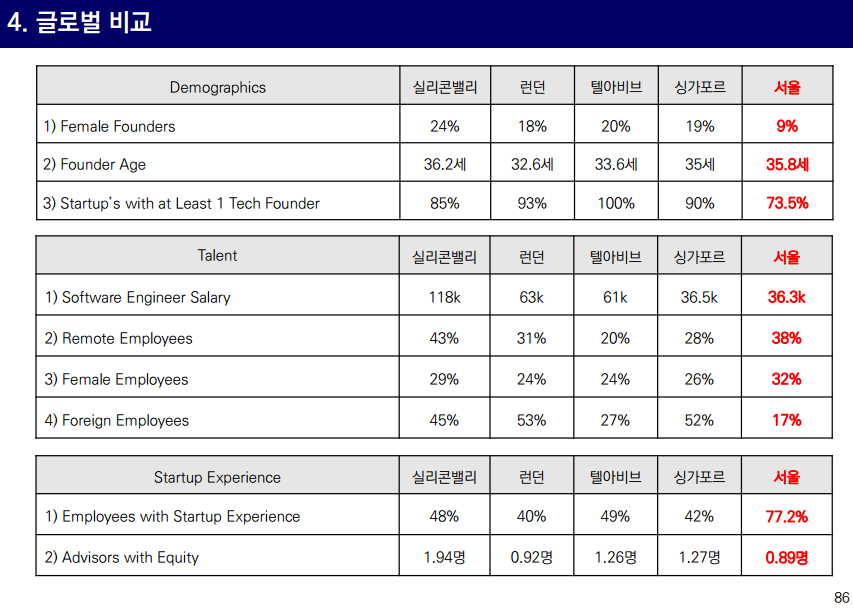 4. 글로벌 비교
Demographics 실리콘밸리 런던 텔아비브 싱가포르 서울
1) Female Founders 24% 18% 20% 19% 9%
2) Founder Age 36.2세 32.6세 33.6세 35세 35.8세
3) Startup's with at Least 1 Tech Founder 85% 93% 100% 90% 73.5%
Talent 실리콘밸리 런던 텔아비브 싱가포르 서울
1) Software Engineer Salary 118k 63k 61k 36.5k 36.3k
2) Remote Employees 43% 31% 20% 28% 38%
3) Female Employees 29% 24% 24% 26% 32%
4) Foreign Employees 45% 53% 27% 52% 17%
Startup Experience 실리콘밸리 런던 텔아비브 싱가포르 서울
1) Employees with Startup Experience 48% 40% 49% 42% 77.2%
2) Advisors with Equity 1.94명 0.92명 1.26명 1.27명 0.89명
86